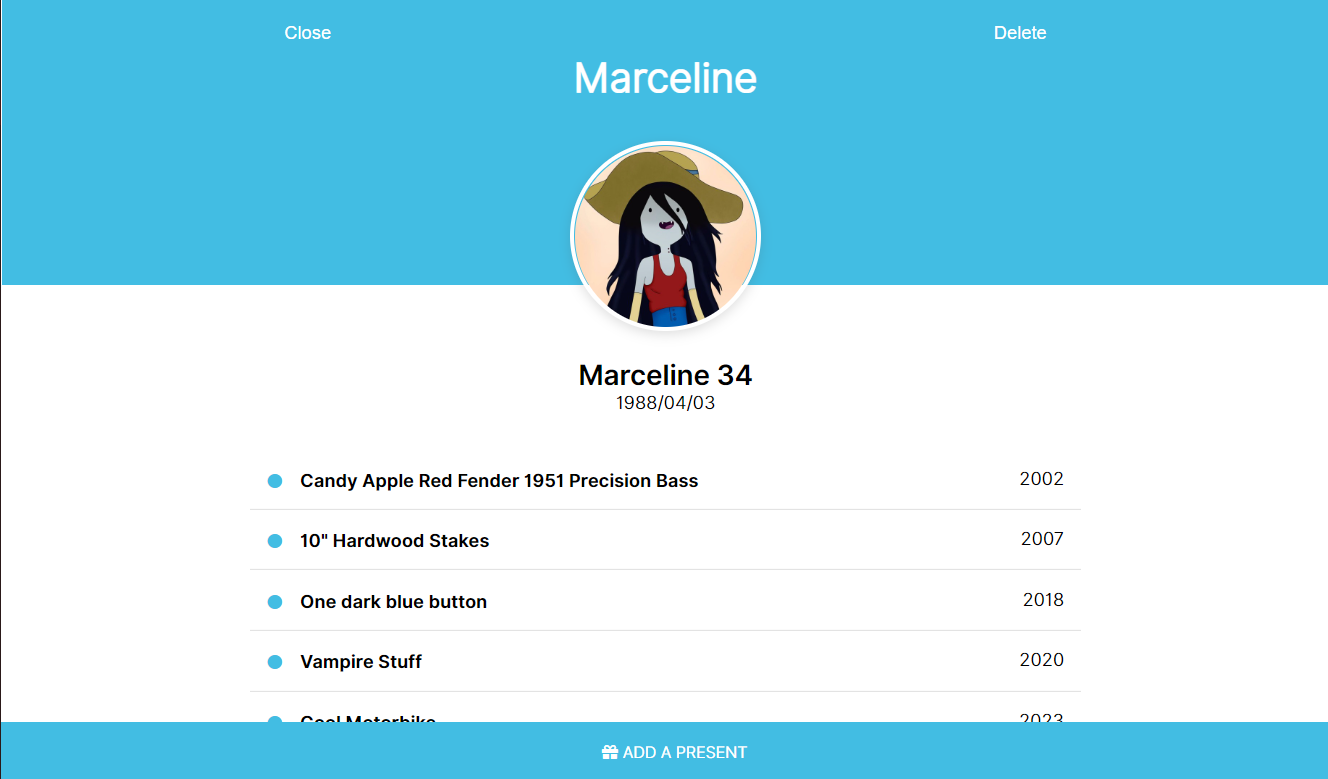 Close Delete
Marceline
Marceline 34
1988/04/03
Candy Apple Red Fender 1951 Precision Bass 2002
10" Hardwood Stakes 2007
One dark blue button 2018
Vampire Stuff 2020
Cool Motorbike 2023
ADD A PRESENT